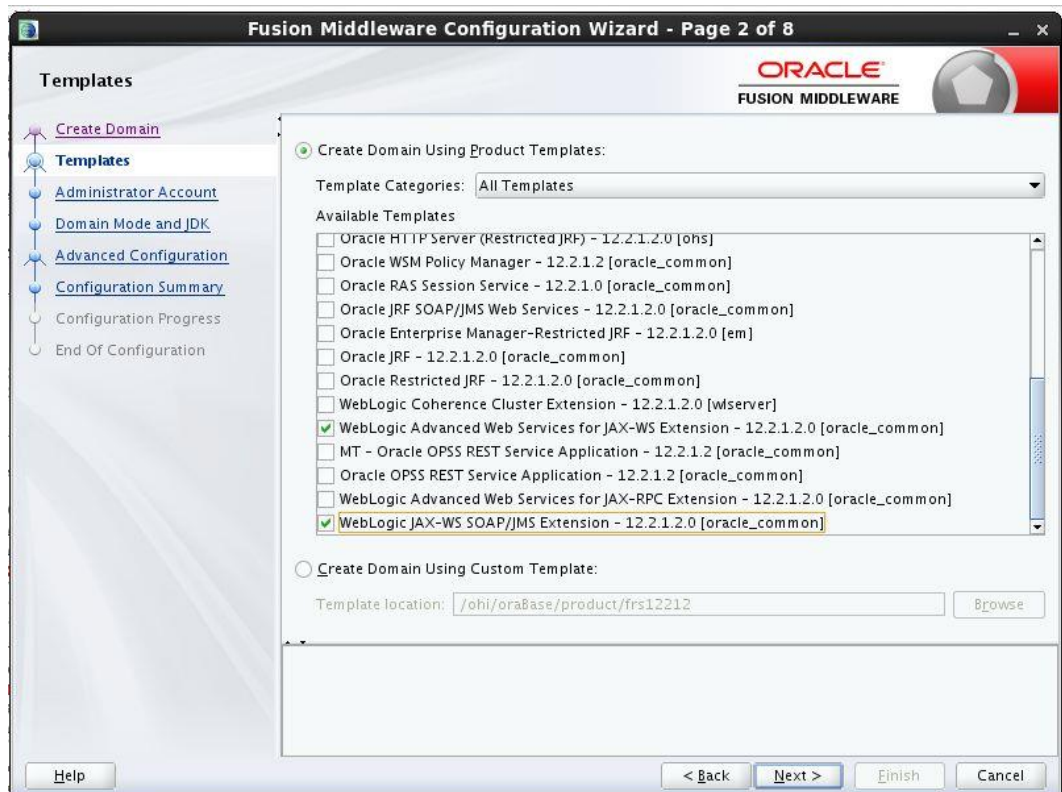 Fusion Middleware Configuration Wizard - Page 2 of 8
Templates
ORACLE
FUSION MIDDLEWARE
Create Domain
Templates
Administrator Account
Domain Mode and JDK
Advanced Configuration
Configuration Summary
Configuration Progress
End Of Configuration
Create Domain Using Product Templates:
Template Categories: All Templates
Available Templates
Oracle HTTP Server (Restricted JRF) - 12.2.1.2.0 [ohs]
Oracle WSM Policy Manager - 12.2.1.2 [oracle_common]
Oracle RAS Session Service - 12.2.1.0 [oracle_common]
Oracle JRF SOAP/JMS Web Services - 12.2.1.2.0 [oracle_common]
Oracle Enterprise Manager-Restricted JRF - 12.2.1.2.0 [em]
Oracle JRF - 12.2.1.2.0 [oracle_common]
Oracle Restricted JRF - 12.2.1.2.0 [oracle_common]
WebLogic Coherence Cluster Extension - 12.2.1.2.0 [wlserver]
WebLogic Advanced Web Services for JAX-WS Extension - 12.2.1.2.0 [oracle_common]
MT - Oracle OPSS REST Service Application - 12.2.1.2 [oracle_common]
Oracle OPSS REST Service Application - 12.2.1.2 [oracle_common]
WebLogic Advanced Web Services for JAX-RPC Extension - 12.2.1.2.0 [oracle_common]
WebLogic JAX-WS SOAP/JMS Extension - 12.2.1.2.0 [oracle_common]
Create Domain Using Custom Template:
Template location: /ohi/oraBase/product/frs12212 Browse
Help < Back Next > Finish Cancel